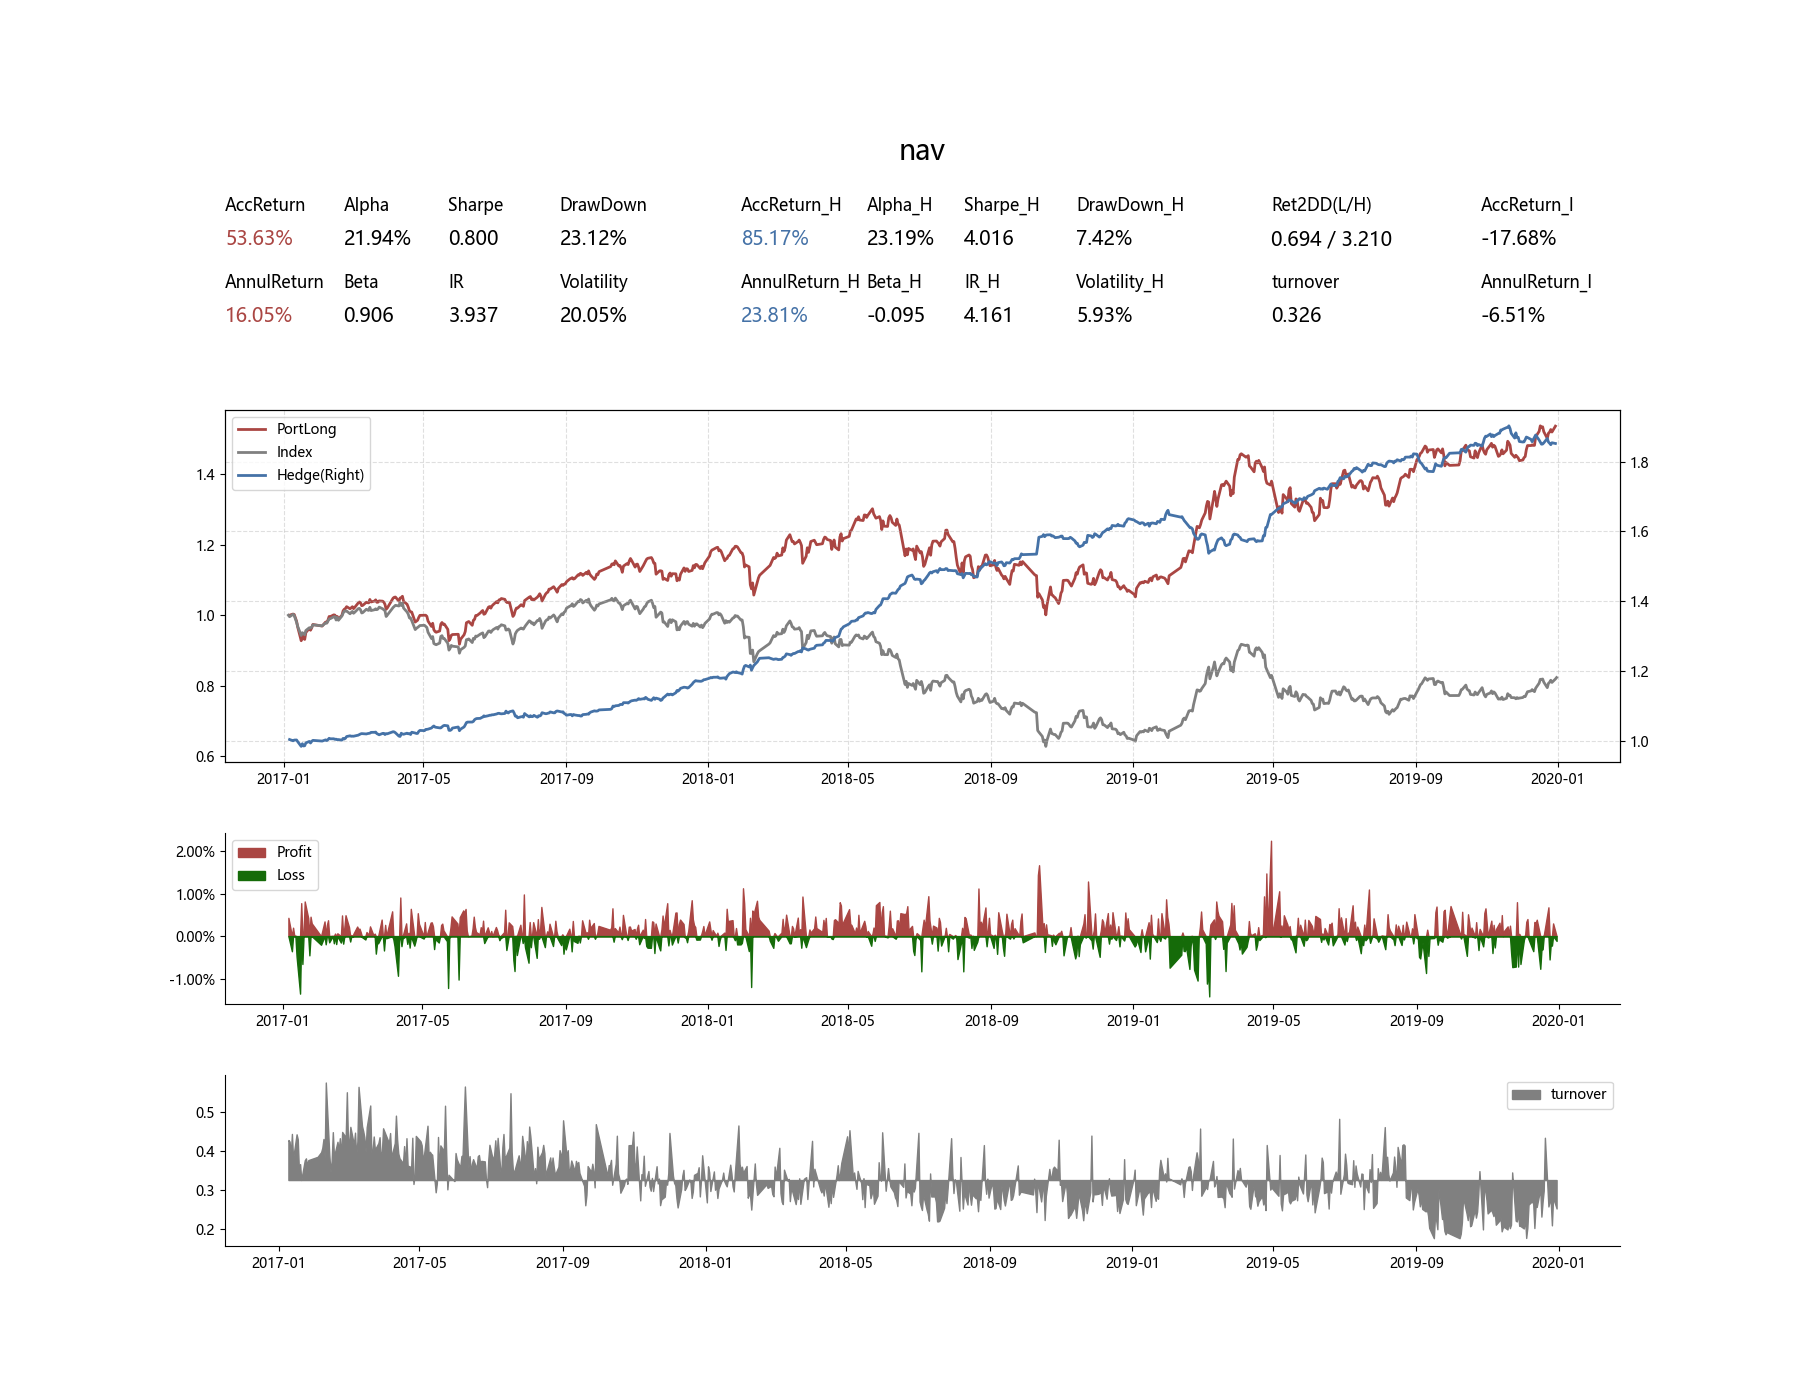 nav
AccReturn Alpha Sharpe DrawDown AccReturn_H Alpha_H Sharpe_H DrawDown_H Ret2DD(L/H) AccReturn_I
53.63% 21.94% 0.800 23.12% 85.17% 23.19% 4.016 7.42% 0.694 / 3.210 -17.68%
AnnulReturn Beta IR Volatility AnnulReturn_H Beta_H IR_H Volatility_H turnover AnnulReturn_I
16.05% 0.906 3.937 20.05% 23.81% -0.095 4.161 5.93% 0.326 -6.51%
PortLong
Index
Hedge(Right)
1.4
1.2
1.0
0.8
0.6
1.8
1.6
1.4
1.2
1.0
2017-01 2017-05 2017-09 2018-01 2018-05 2018-09 2019-01 2019-05 2019-09 2020-01
Profit
Loss
2.00%
1.00%
0.00%
-1.00%
2017-01 2017-05 2017-09 2018-01 2018-05 2018-09 2019-01 2019-05 2019-09 2020-01
turnover
0.5
0.4
0.3
0.2
2017-01 2017-05 2017-09 2018-01 2018-05 2018-09 2019-01 2019-05 2019-09 2020-01